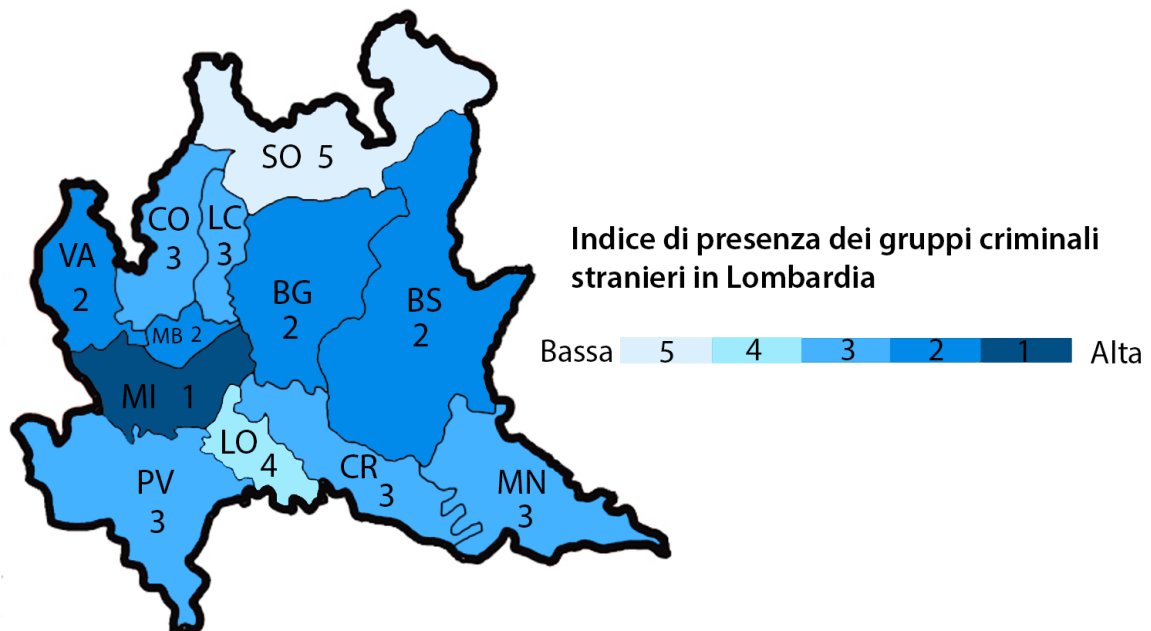 SO 5
CO
3
LC
3
VA
2
BG
2
BS
2
MB 2
MI 1
LO
4
CR
3
PV
3
MN
3
Indice di presenza dei gruppi criminali
stranieri in Lombardia
Bassa 5 4 3 2 1 Alta